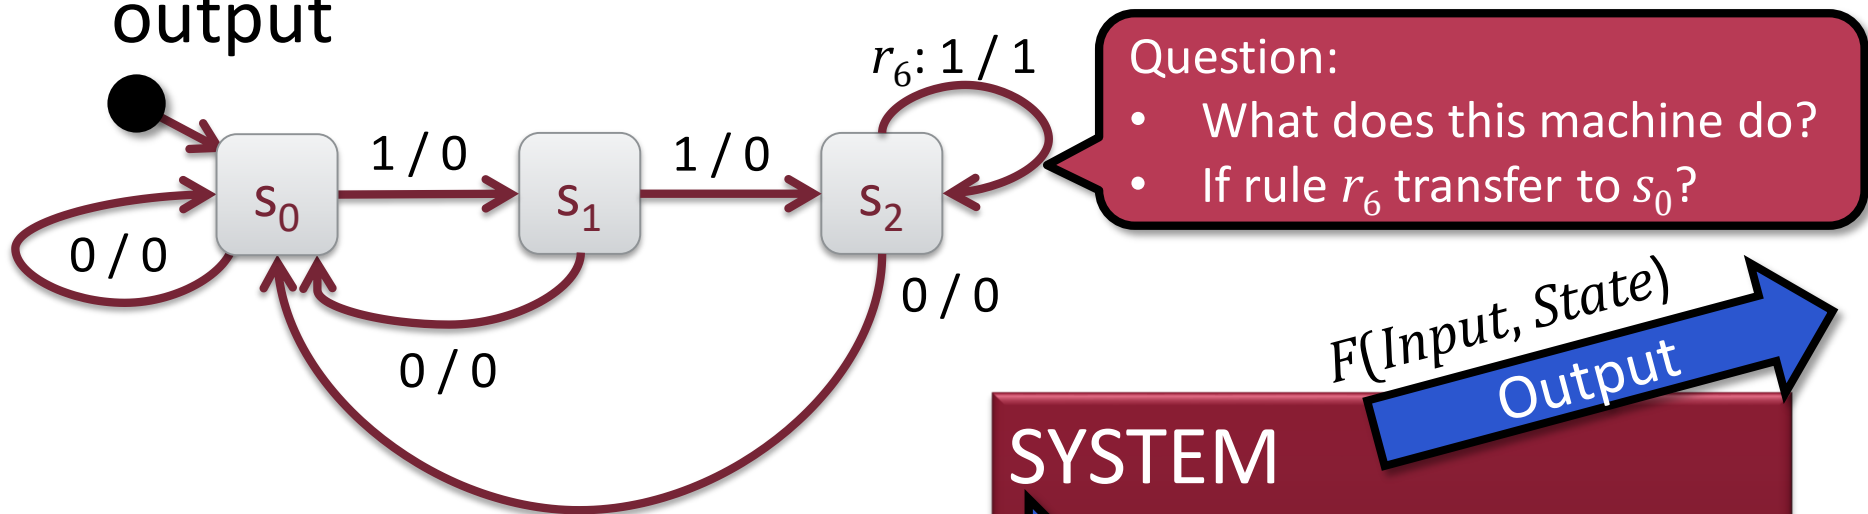 output
r₆: 1 / 1
Question:
• What does this machine do?
• If rule r₆ transfer to s₀?
1 / 0
1 / 0
s₀
s₁
s₂
0 / 0
0 / 0
0 / 0
F(Input, State)
Output
SYSTEM